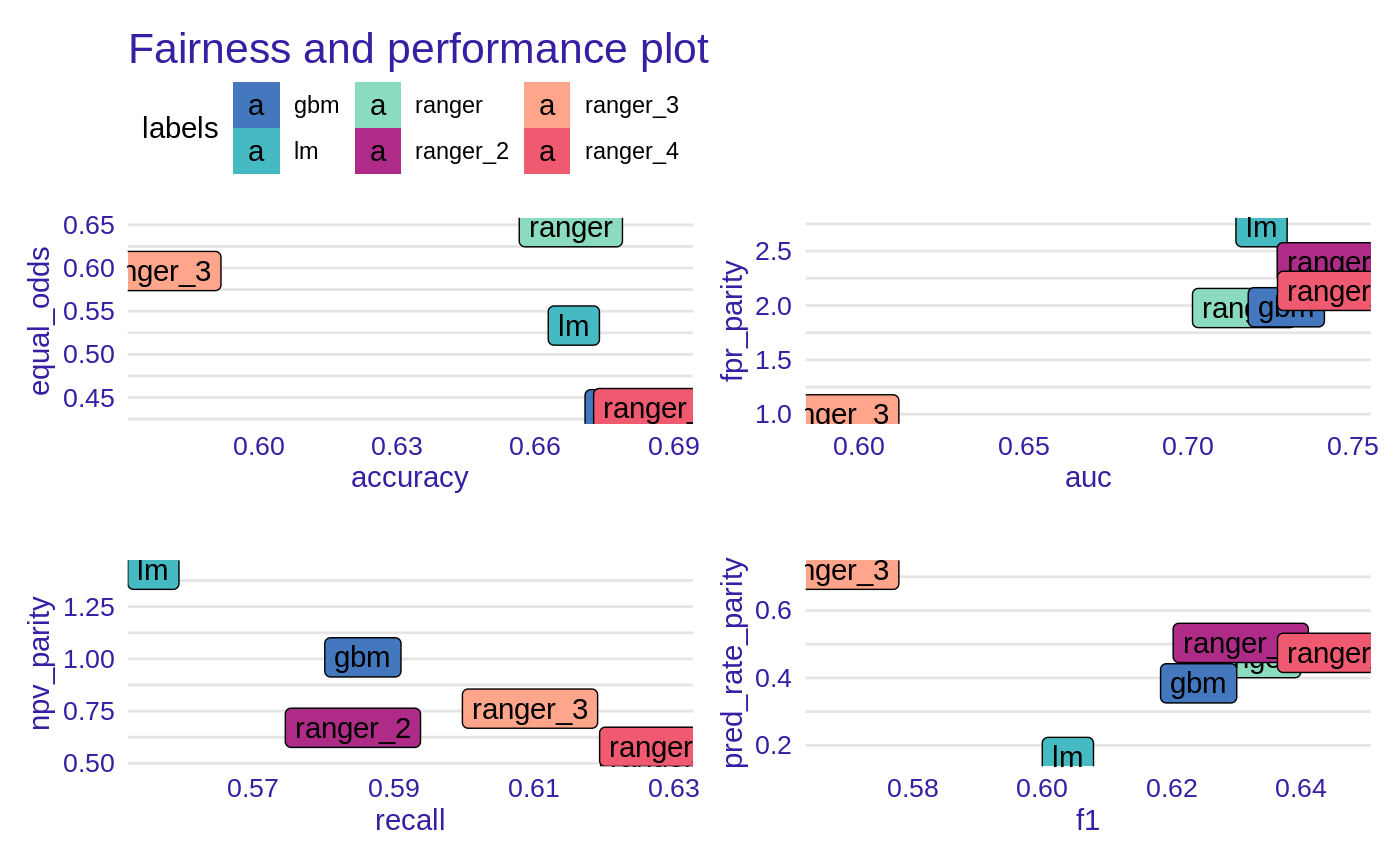 Fairness and performance plot
labels
a gbm a ranger a ranger_3
a lm a ranger_2 a ranger_4
equal_odds
0.65
0.60
0.55
0.50
0.45
ranger
nger_3
lm
ranger_
0.60 0.63 0.66 0.69
accuracy
fpr_parity
2.5
2.0
1.5
1.0
lm
ranger
ranger
rang
gbm
nger_3
0.60 0.65 0.70 0.75
auc
npv_parity
1.25
1.00
0.75
0.50
lm
gbm
ranger_3
ranger_2
ranger
0.57 0.59 0.61 0.63
recall
pred_rate_parity
0.6
0.4
0.2
nger_3
ranger_
ranger
gbm
lm
0.58 0.60 0.62 0.64
f1